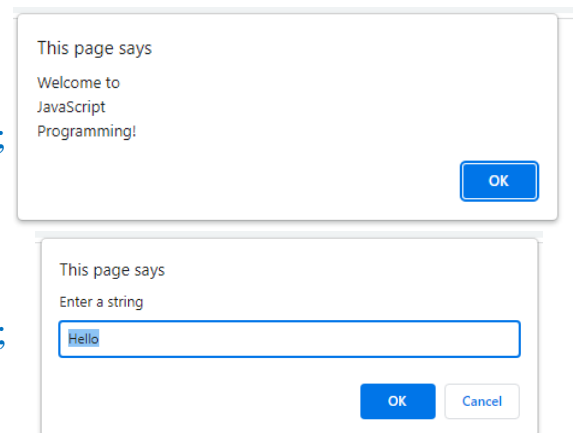 This page says
Welcome to
JavaScript
;
Programming!
OK
This page says
Enter a string
;
Hello
OK Cancel